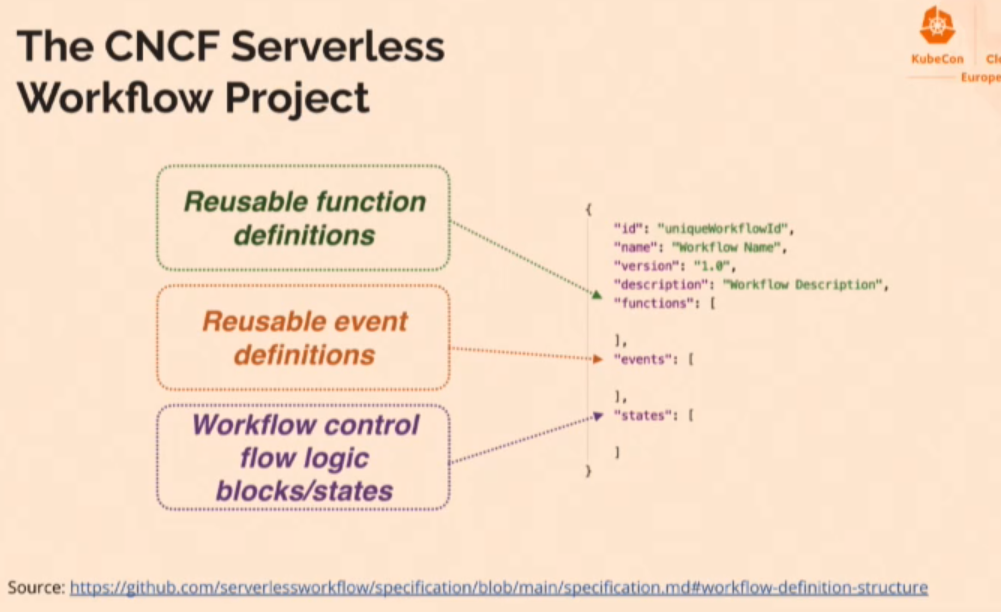 The CNCF Serverless
Workflow Project
KubeCon
Europe
Reusable function
definitions
Reusable event
definitions
Workflow control
flow logic
blocks/states
{
"id": "uniqueWorkflowId",
"name": "Workflow Name",
"version": "1.0",
"description": "Workflow Description",
"functions": [
],
"events": [
],
"states": [
]
}
Source: https://github.com/serverlessworkflow/specification/blob/main/specification.md#workflow-definition-structure